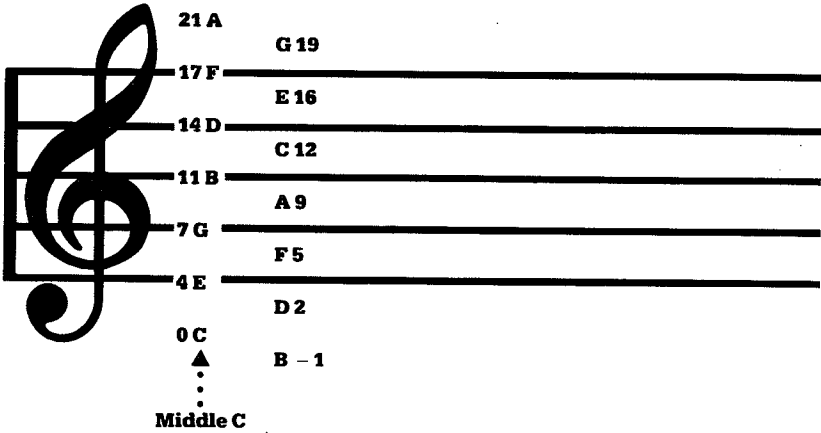 21 A
G 19
17 F
E 16
14 D
C 12
11 B
A 9
7 G
F 5
4 E
D 2
0 C
B – 1
Middle C